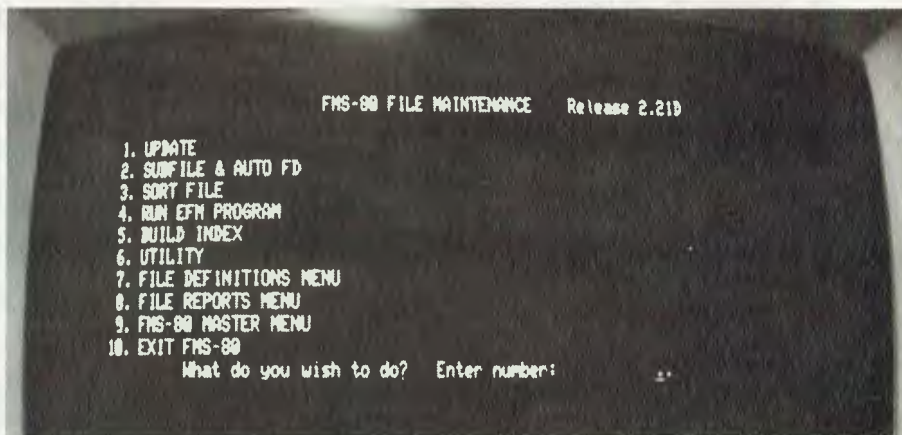 FMS-80 FILE MAINTENANCE Release 2.21D
1. UPDATE
2. SUBFILE & AUTO FD
3. SORT FILE
4. RUN EFM PROGRAM
5. BUILD INDEX
6. UTILITY
7. FILE DEFINITIONS MENU
8. FILE REPORTS MENU
9. FMS-80 MASTER MENU
10. EXIT FMS-80
What do you wish to do? Enter number: